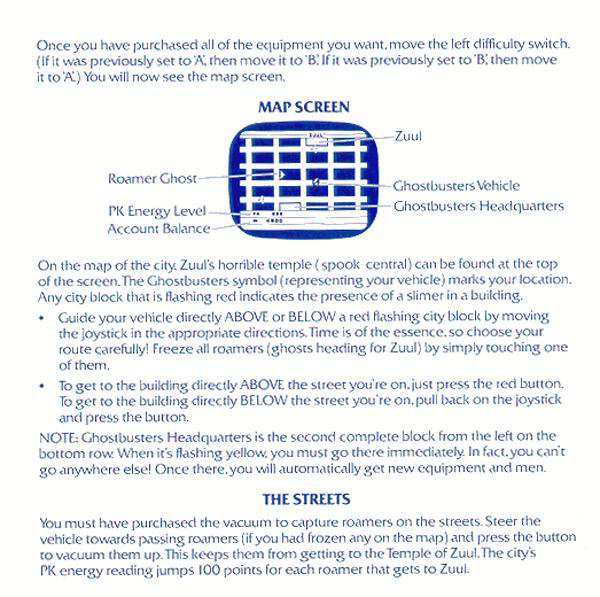 Once you have purchased all of the equipment you want, move the left difficulty switch.
(If it was previously set to 'A', then move it to 'B'. If it was previously set to 'B', then move
it to 'A'.) You will now see the map screen.
MAP SCREEN
Zuul
Roamer Ghost
Ghostbusters Vehicle
Ghostbusters Headquarters
PK Energy Level
Account Balance
On the map of the city, Zuul's horrible temple (spook central) can be found at the top
of the screen. The Ghostbusters symbol (representing your vehicle) marks your location.
Any city block that is flashing red indicates the presence of a slimer in a building.
• Guide your vehicle directly ABOVE or BELOW a red flashing city block by moving
the joystick in the appropriate directions. Time is of the essence, so choose your
route carefully! Freeze all roamers (ghosts heading for Zuul) by simply touching one
of them.
• To get to the building directly ABOVE the street you're on, just press the red button.
To get to the building directly BELOW the street you're on, pull back on the joystick
and press the button.
NOTE: Ghostbusters Headquarters is the second complete block from the left on the
bottom row. When it's flashing yellow, you must go there immediately. In fact, you can't
go anywhere else! Once there, you will automatically get new equipment and men.
THE STREETS
You must have purchased the vacuum to capture roamers on the streets. Steer the
vehicle towards passing roamers (if you had frozen any on the map) and press the button
to vacuum them up. This keeps them from getting to the Temple of Zuul. The city's
PK energy reading jumps 100 points for each roamer that gets to Zuul.